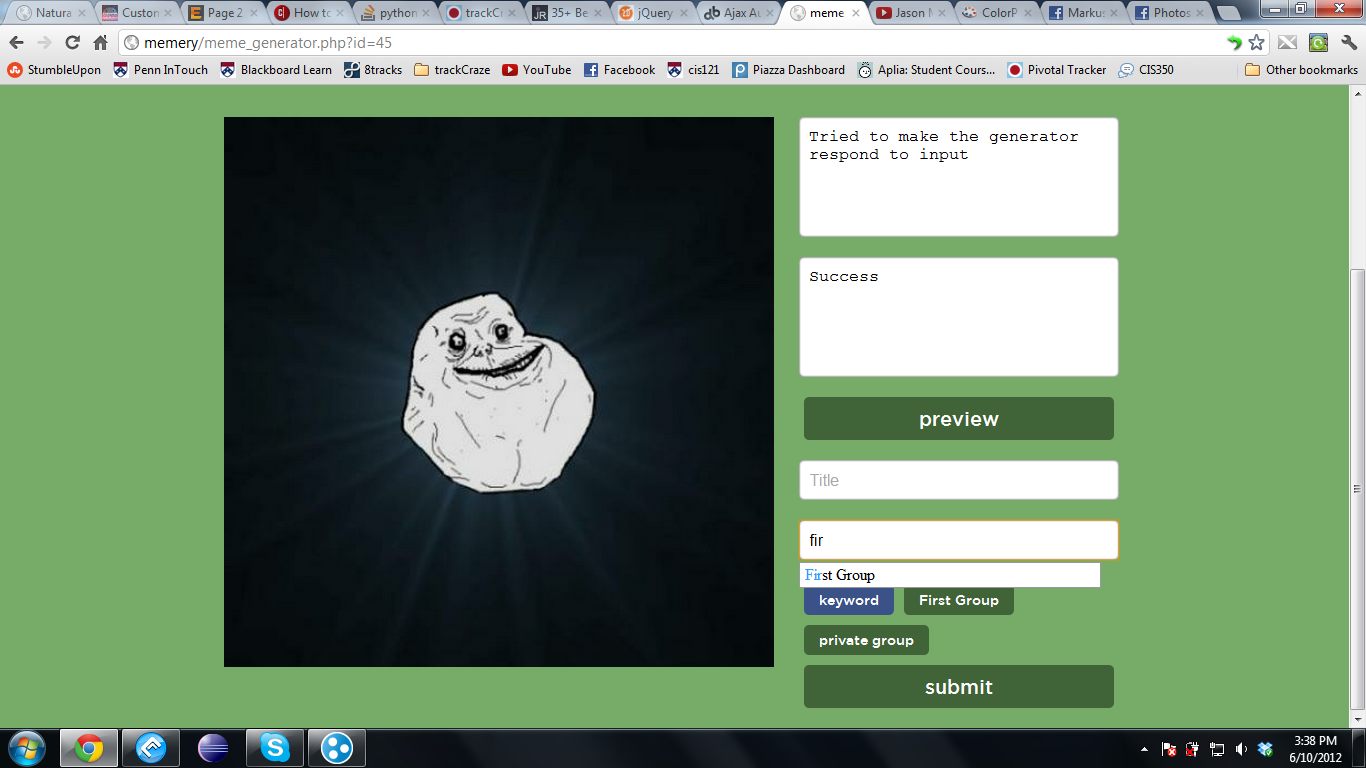 Natura
Custon
Page 2
How to
python
trackCr
35+ Be
jQuery
Ajax Au
meme
Jason M
ColorP
Marku
Photos
memery/meme_generator.php?id=45
StumbleUpon
Penn InTouch
Blackboard Learn
8tracks
trackCraze
YouTube
Facebook
cis121
Piazza Dashboard
Aplia: Student Cours...
Pivotal Tracker
CIS350
Other bookmarks
Tried to make the generator
respond to input
Success
preview
Title
fir
First Group
keyword
First Group
private group
submit
3:38 PM
6/10/2012